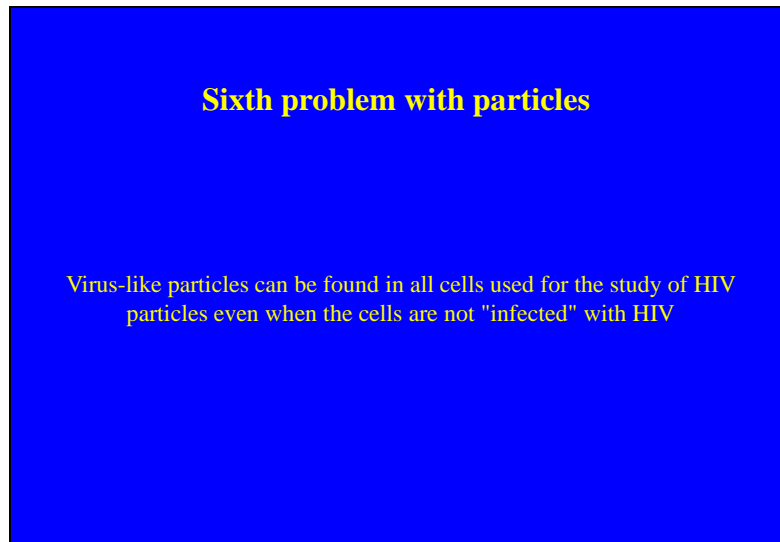 Sixth problem with particles
Virus-like particles can be found in all cells used for the study of HIV
particles even when the cells are not "infected" with HIV